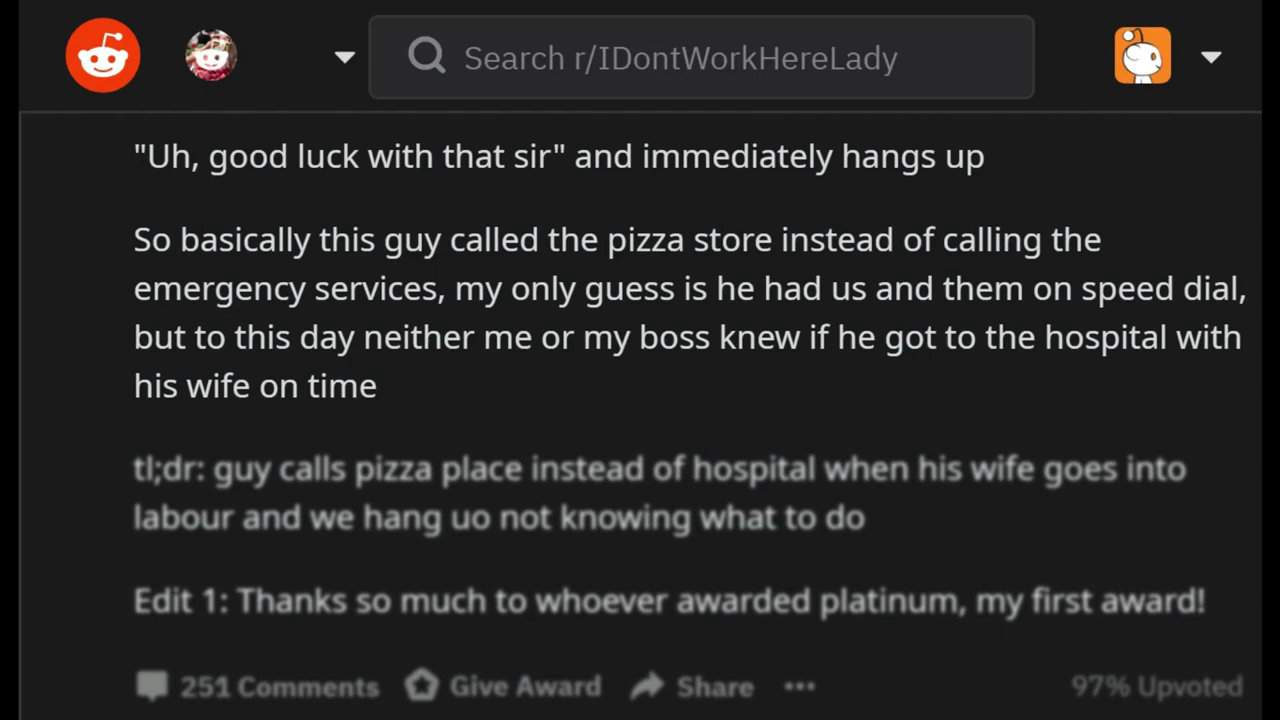 Search r/IDontWorkHereLady
"Uh, good luck with that sir" and immediately hangs up
So basically this guy called the pizza store instead of calling the
emergency services, my only guess is he had us and them on speed dial,
but to this day neither me or my boss knew if he got to the hospital with
his wife on time
tl;dr: guy calls pizza place instead of hospital when his wife goes into
labour and we hang uo not knowing what to do
Edit 1: Thanks so much to whoever awarded platinum, my first award!
251 Comments Give Award Share ••• 97% Upvoted